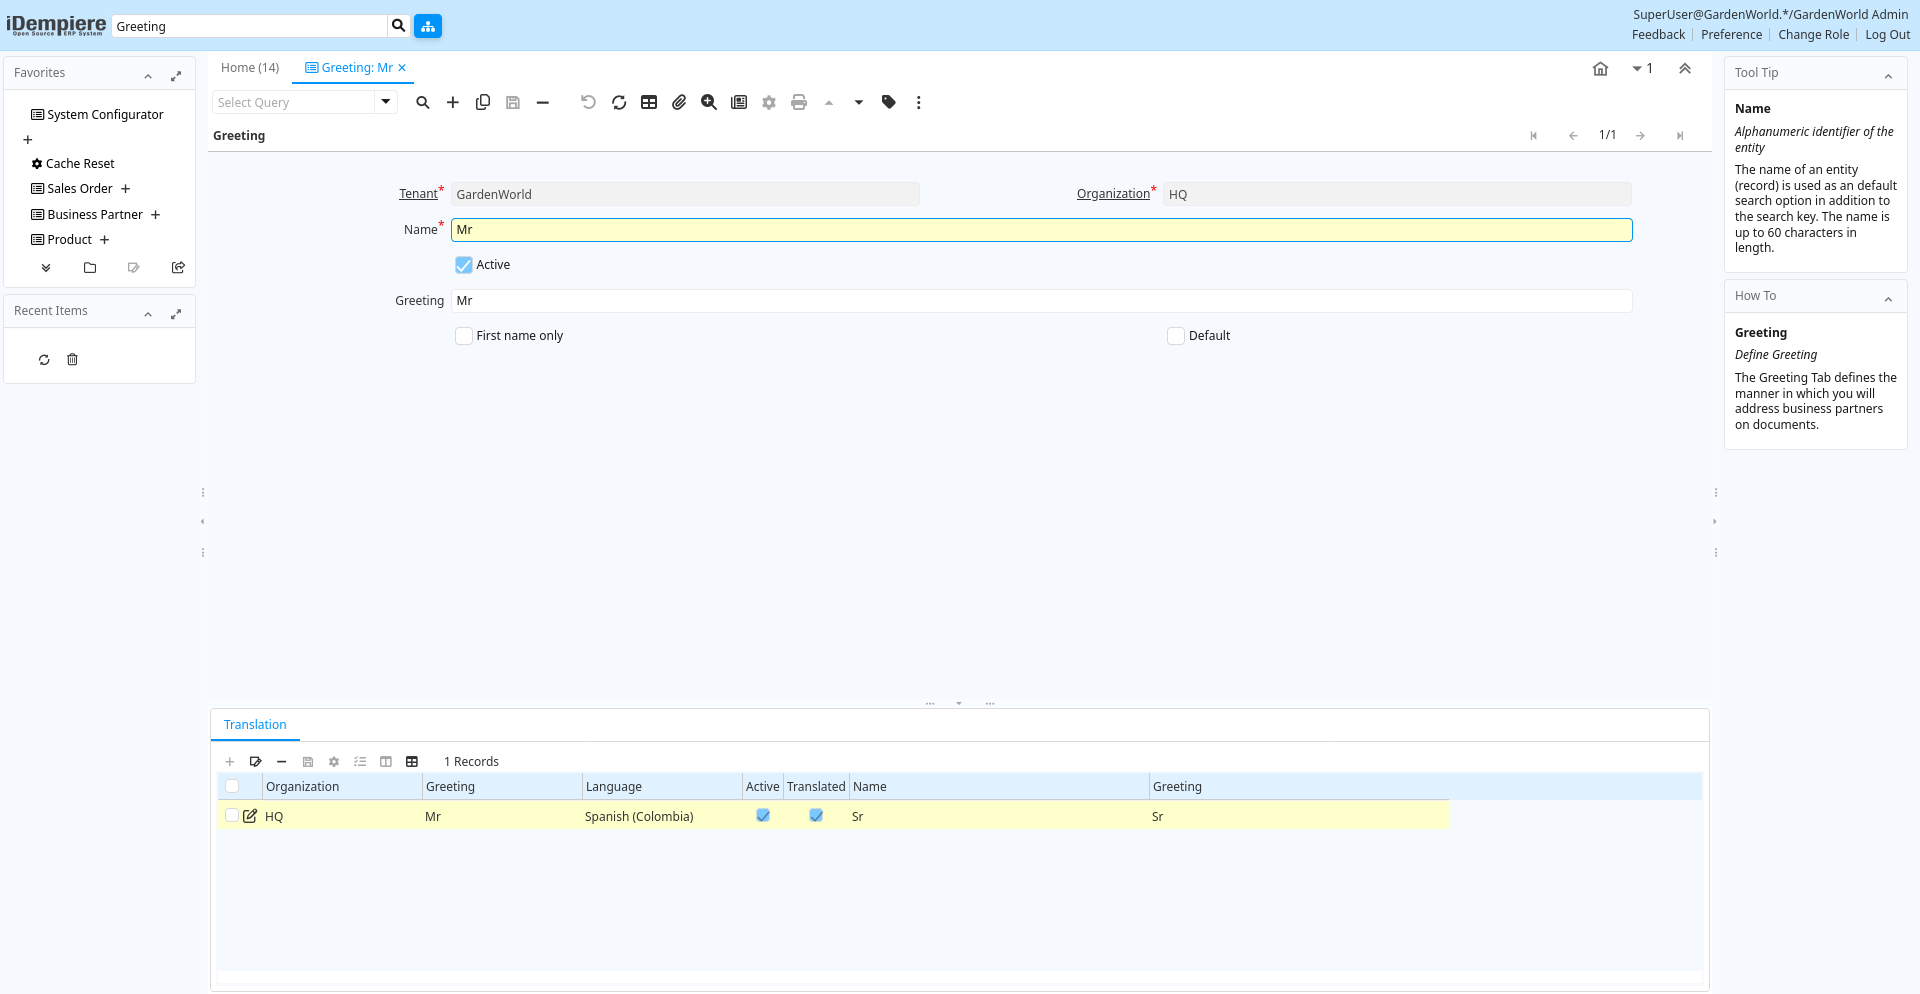 iDempiere
Open Source ERP System
Greeting
SuperUser@GardenWorld.*/GardenWorld Admin
Feedback Preference Change Role Log Out
Favorites
System Configurator
Cache Reset
Sales Order
Business Partner
Product
Recent Items
Home (14)
Greeting: Mr
1
Select Query
Greeting
1/1
Tenant*
GardenWorld
Organization*
HQ
Name*
Mr
Active
Greeting
Mr
First name only
Default
Translation
1 Records
Organization Greeting Language Active Translated Name Greeting
HQ Mr Spanish (Colombia) Sr Sr
Tool Tip
Name
Alphanumeric identifier of the
entity
The name of an entity
(record) is used as an default
search option in addition to
the search key. The name is
up to 60 characters in
length.
How To
Greeting
Define Greeting
The Greeting Tab defines the
manner in which you will
address business partners
on documents.